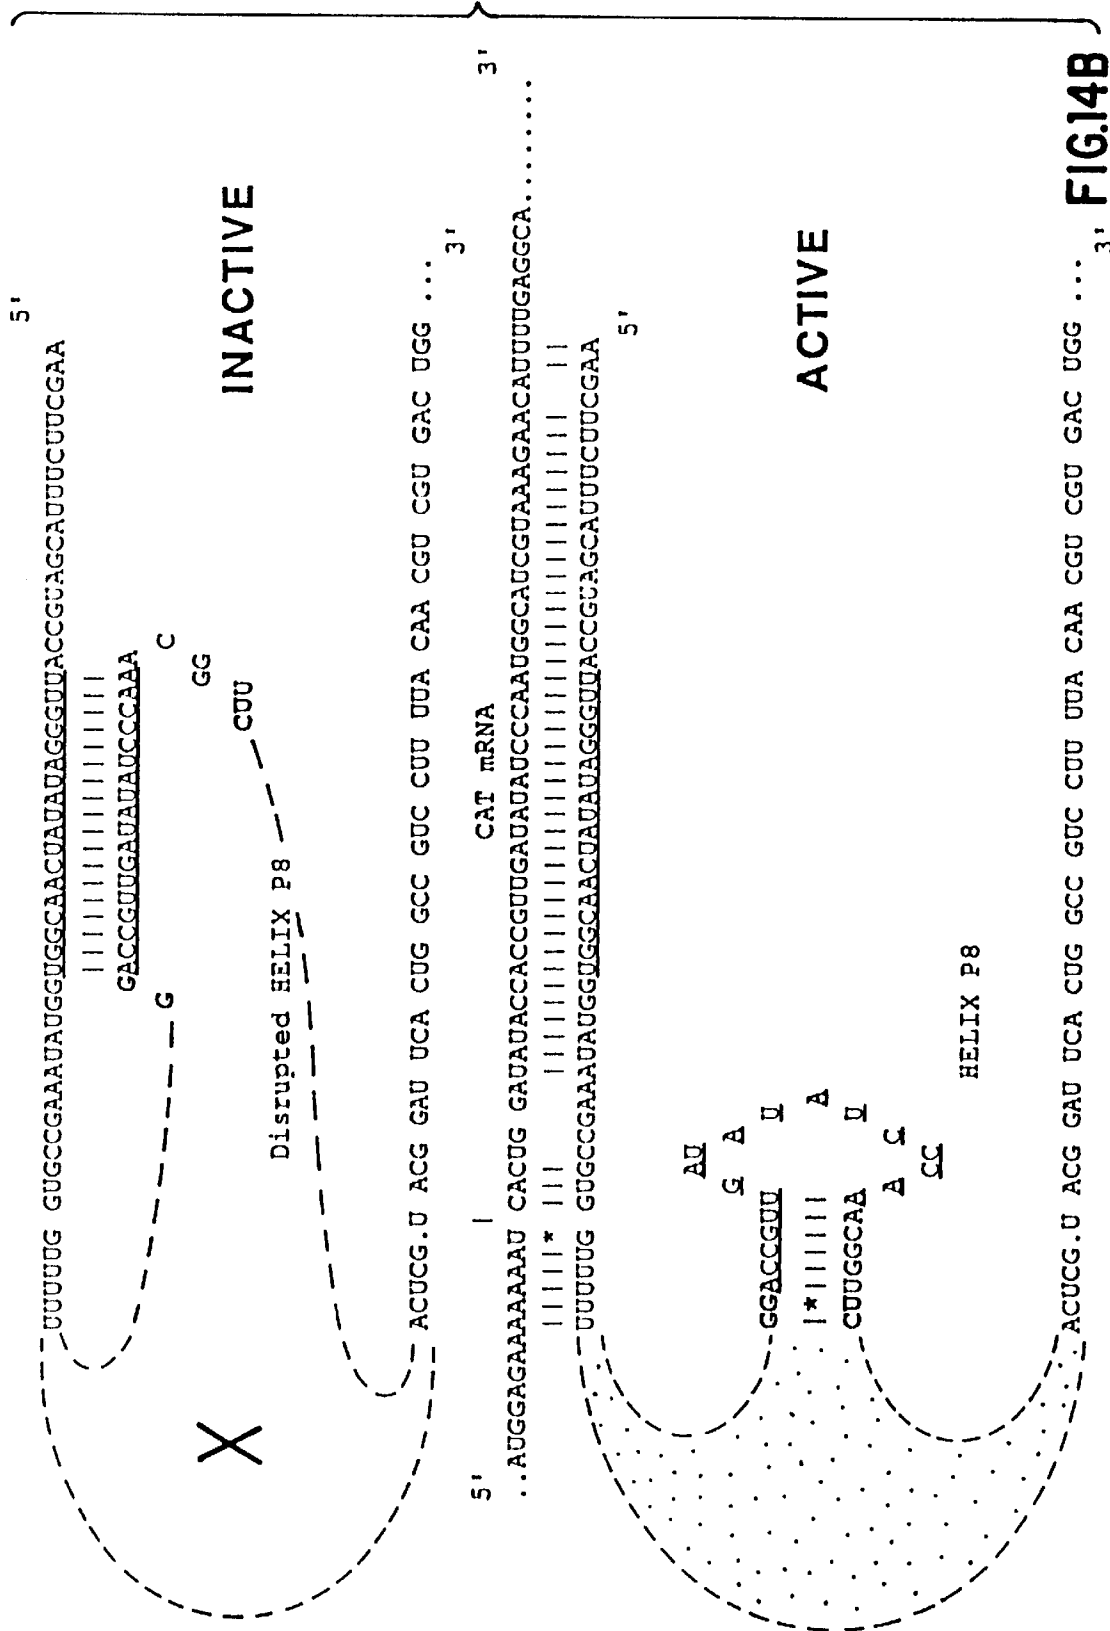 5'
UUUUUG GUGCCGAAAUAUGGUGGCAACUAUAUAGGGUUACCGUAGCAUUUCUUCGAA
GACCGUUGAUAUAUCCCAAA
G
C
GG
CUU
INACTIVE
Disrupted HELIX P8
X
ACUCG.U ACG GAU UCA CUG GCC GUC CUU UUA CAA CGU CGU GAC UGG ...
3'
CAT mRNA
5'
3'
..AUGGAGAAAAAAU CACUG GAUAUACCACCGUUGAUAUAUCCCAAUGGCAUCGUAAAGAACAUUUUGAGGCA........
UUUUUG GUGCCGAAAUAUGGUGGCAACUAUAUAGGGUUACCGUAGCAUUUCUUCGAA
5'
AU
G A
U
GGACCGUU
A
CUUGGCAA
U
A C
CC
HELIX P8
ACTIVE
ACUCG.U ACG GAU UCA CUG GCC GUC CUU UUA CAA CGU CGU GAC UGG ...
3'
FIG.14B